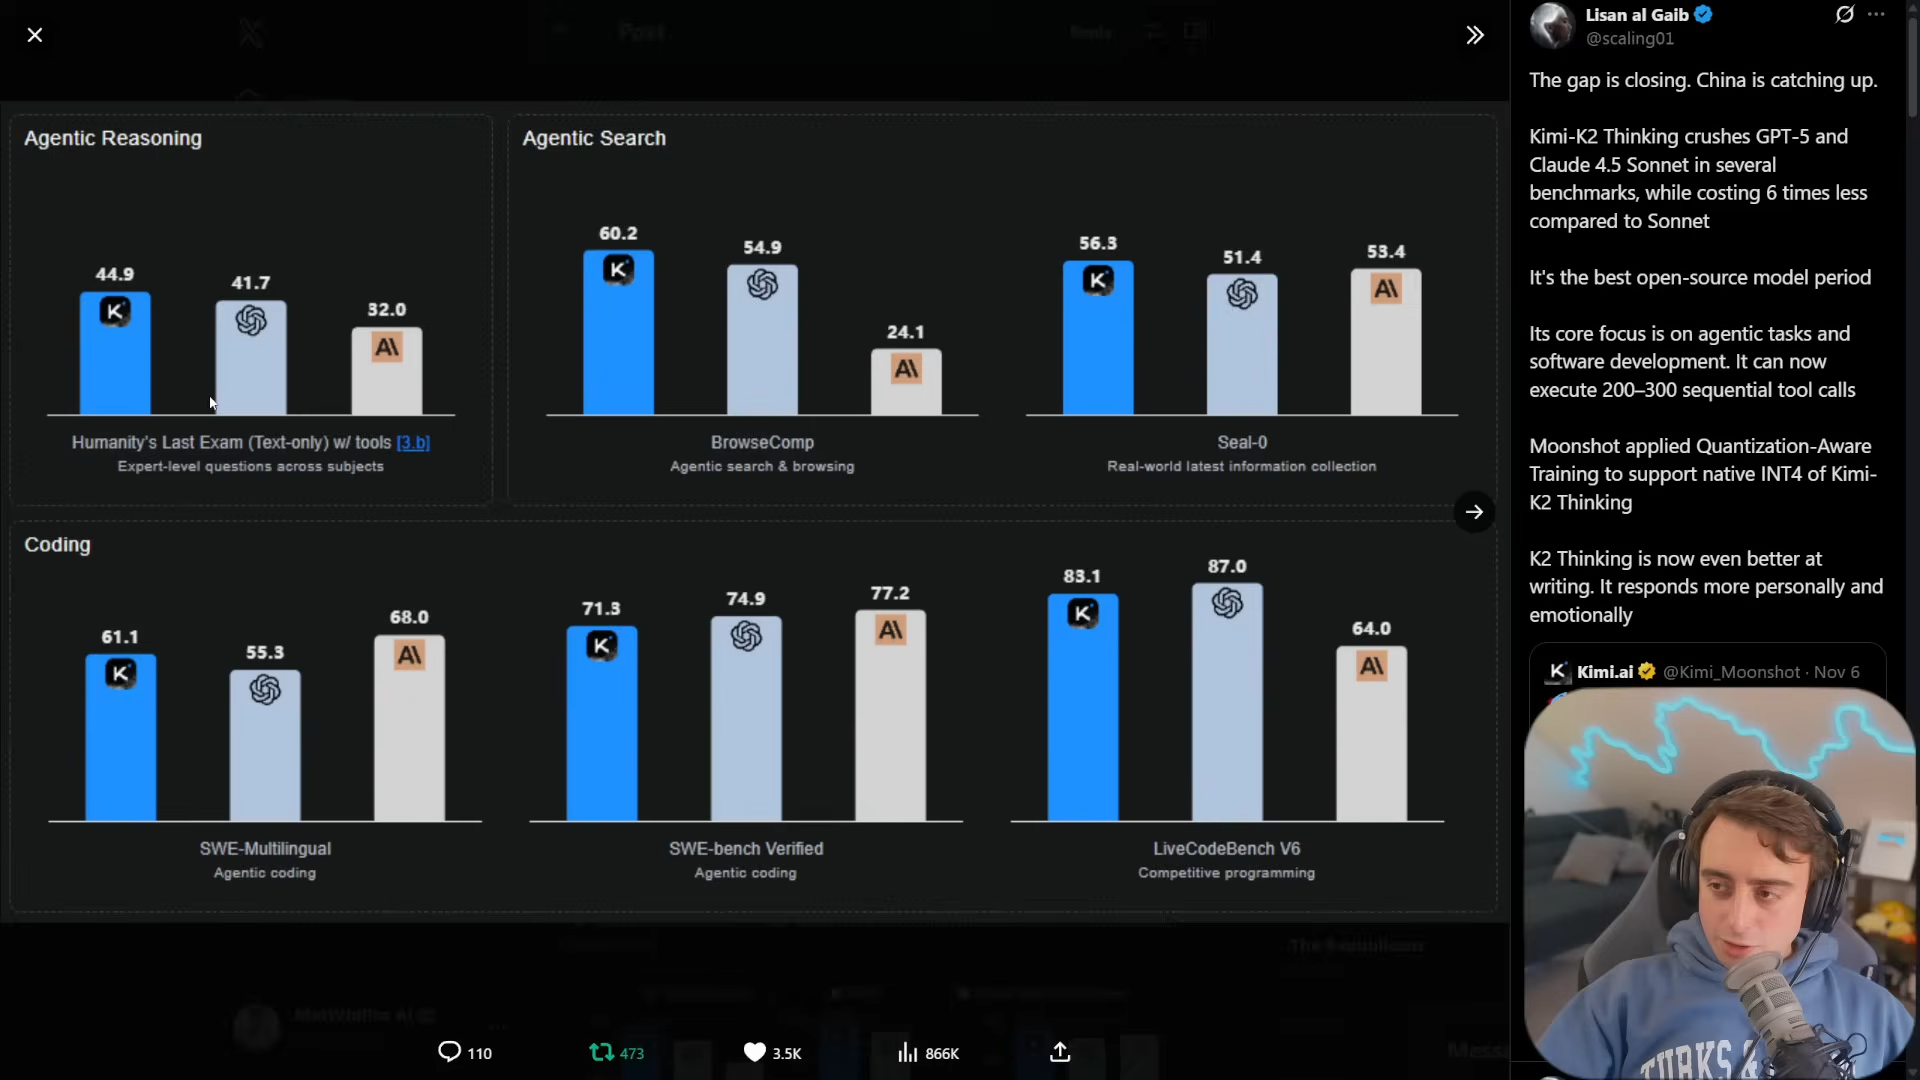 Post
Reply
Agentic Reasoning
44.9
41.7
32.0
Humanity's Last Exam (Text-only) w/ tools [3.b]
Expert-level questions across subjects
Agentic Search
60.2
54.9
24.1
BrowseComp
Agentic search & browsing
56.3
51.4
53.4
Seal-0
Real-world latest information collection
Coding
61.1
55.3
68.0
SWE-Multilingual
Agentic coding
71.3
74.9
77.2
SWE-bench Verified
Agentic coding
83.1
87.0
64.0
LiveCodeBench V6
Competitive programming
110
473
3.5K
866K
Lisan al Gaib
@scaling01
The gap is closing. China is catching up.
Kimi-K2 Thinking crushes GPT-5 and
Claude 4.5 Sonnet in several
benchmarks, while costing 6 times less
compared to Sonnet
It's the best open-source model period
Its core focus is on agentic tasks and
software development. It can now
execute 200–300 sequential tool calls
Moonshot applied Quantization-Aware
Training to support native INT4 of Kimi-
K2 Thinking
K2 Thinking is now even better at
writing. It responds more personally and
emotionally
Kimi.ai @Kimi_Moonshot · Nov 6
TURKS &